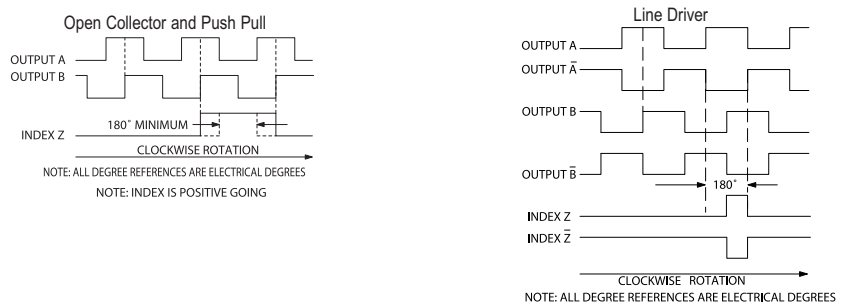 Open Collector and Push Pull
OUTPUT A
OUTPUT B
180° MINIMUM
INDEX Z
CLOCKWISE ROTATION
NOTE: ALL DEGREE REFERENCES ARE ELECTRICAL DEGREES
NOTE: INDEX IS POSITIVE GOING
Line Driver
OUTPUT A
OUTPUT A̅
OUTPUT B
OUTPUT B̅
180°
INDEX Z
INDEX Z̅
CLOCKWISE ROTATION
NOTE: ALL DEGREE REFERENCES ARE ELECTRICAL DEGREES